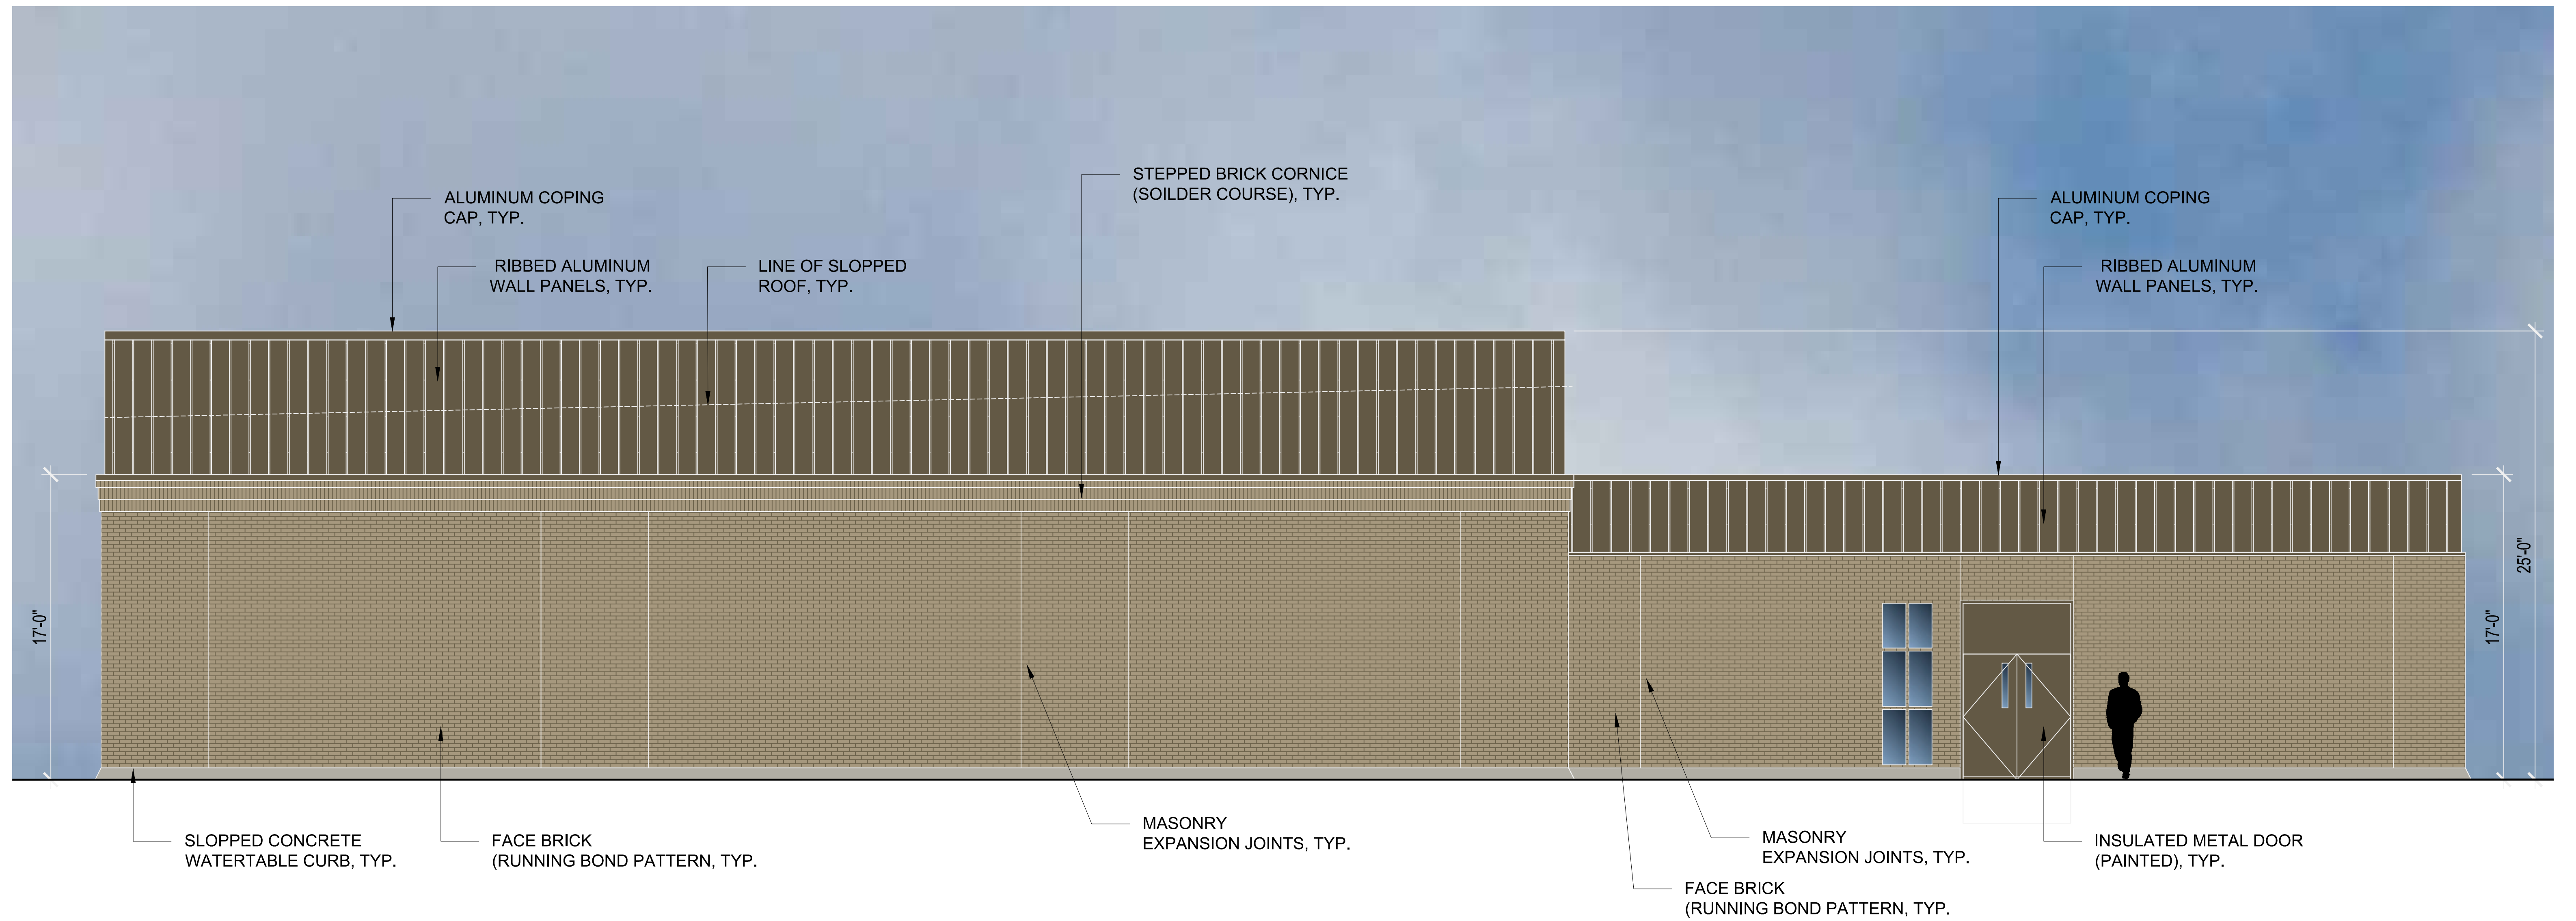 STEPPED BRICK CORNICE
(SOILDER COURSE), TYP.
ALUMINUM COPING
CAP, TYP.
ALUMINUM COPING
CAP, TYP.
RIBBED ALUMINUM
WALL PANELS, TYP.
LINE OF SLOPPED
ROOF, TYP.
RIBBED ALUMINUM
WALL PANELS, TYP.
17'-0"
17'-0"
25'-0"
SLOPPED CONCRETE
WATERTABLE CURB, TYP.
FACE BRICK
(RUNNING BOND PATTERN, TYP.
MASONRY
EXPANSION JOINTS, TYP.
MASONRY
EXPANSION JOINTS, TYP.
FACE BRICK
(RUNNING BOND PATTERN, TYP.
INSULATED METAL DOOR
(PAINTED), TYP.